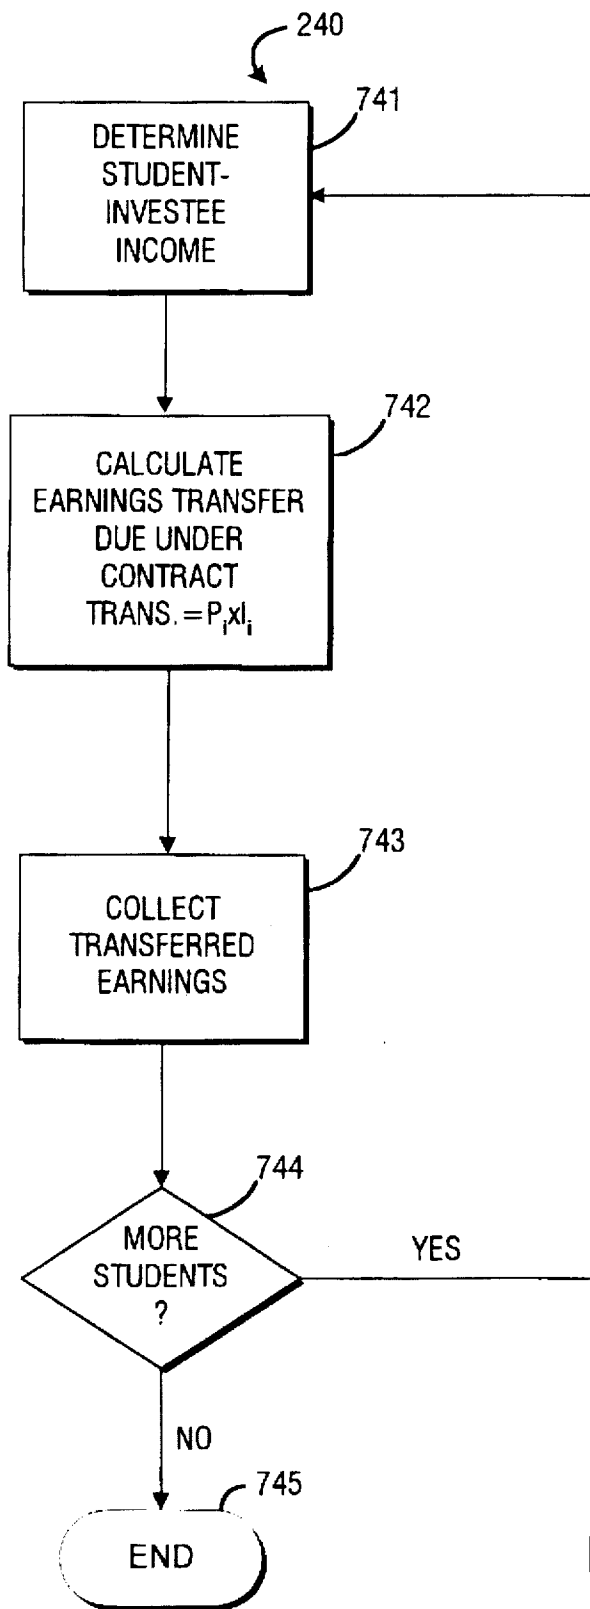 240
741
DETERMINE
STUDENT-
INVESTEE
INCOME
742
CALCULATE
EARNINGS TRANSFER
DUE UNDER
CONTRACT
TRANS. = PᵢxIᵢ
743
COLLECT
TRANSFERRED
EARNINGS
744
MORE
STUDENTS
?
YES
NO
745
END